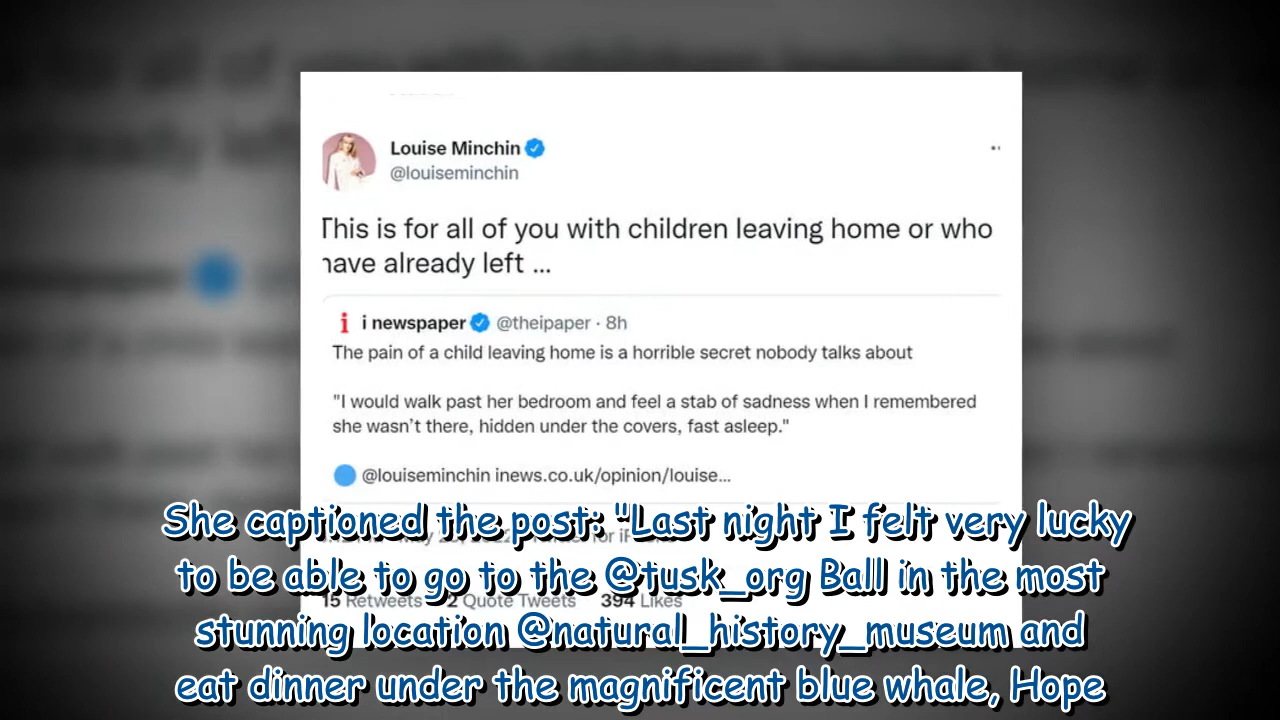 Louise Minchin
@louiseminchin
This is for all of you with children leaving home or who
have already left ...
i i newspaper @theipaper · 8h
The pain of a child leaving home is a horrible secret nobody talks about
"I would walk past her bedroom and feel a stab of sadness when I remembered
she wasn't there, hidden under the covers, fast asleep."
@louiseminchin inews.co.uk/opinion/louise...
She captioned the post: "Last night I felt very lucky
to be able to go to the @tusk_org Ball in the most
15 Retweets 2 Quote Tweets 394 Likes
stunning location @natural_history_museum and
eat dinner under the magnificent blue whale, Hope